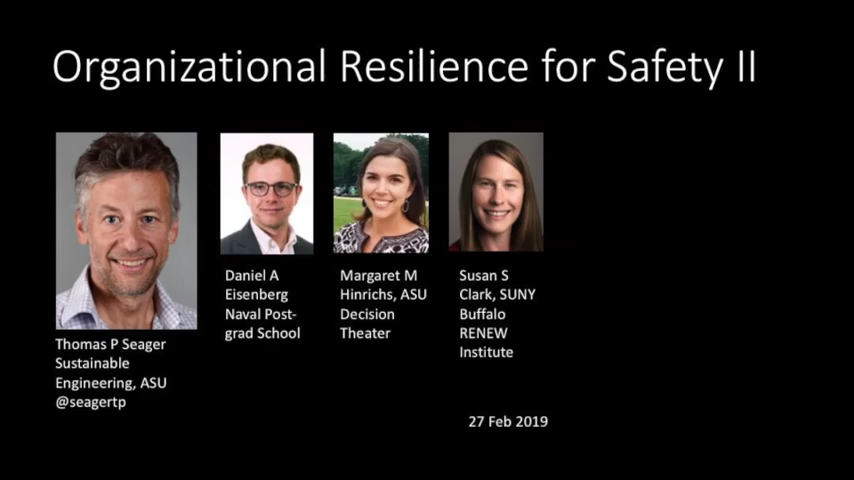 Organizational Resilience for Safety II
Thomas P Seager
Sustainable
Engineering, ASU
@seagertp
Daniel A
Eisenberg
Naval Post-
grad School
Margaret M
Hinrichs, ASU
Decision
Theater
Susan S
Clark, SUNY
Buffalo
RENEW
Institute
27 Feb 2019